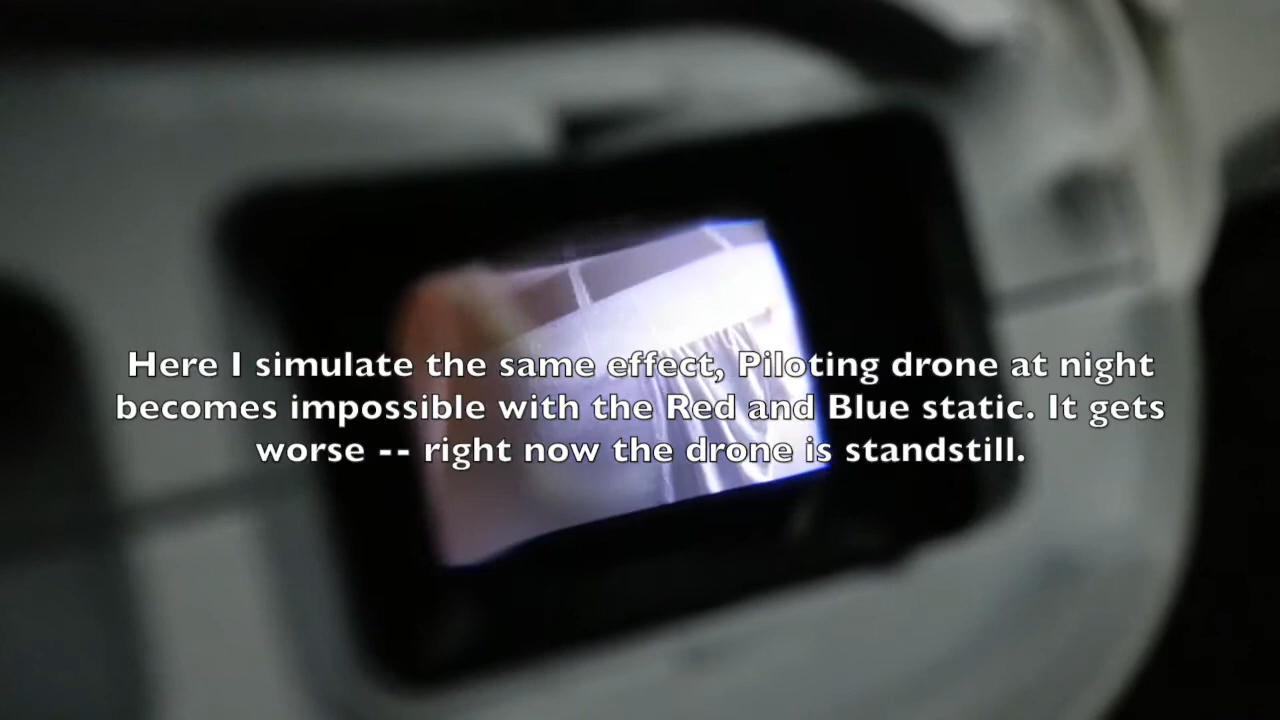 Here I simulate the same effect, Piloting drone at night
becomes impossible with the Red and Blue static. It gets
worse -- right now the drone is standstill.